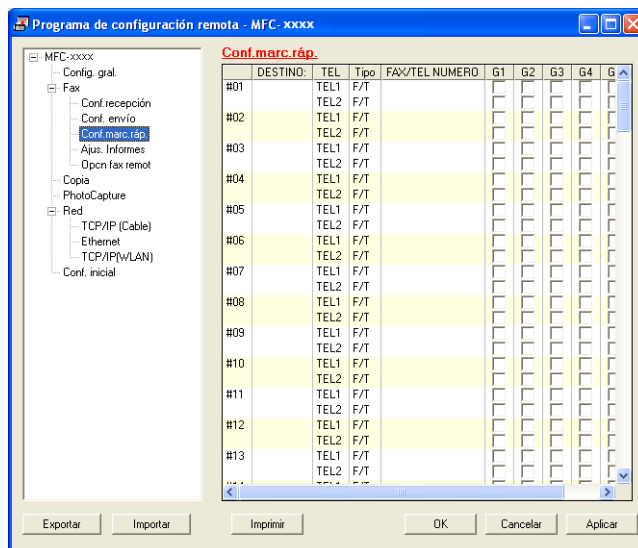 Programa de configuración remota - MFC- xxxx
MFC-xxxx
Config. gral.
Fax
Conf.recepción
Conf. envío
Conf.marc.ráp.
Ajus. Informes
Opcn fax remot
Copia
PhotoCapture
Red
TCP/IP (Cable)
Ethernet
TCP/IP(WLAN)
Conf. inicial
Conf.marc.ráp.
DESTINO: TEL Tipo FAX/TEL NUMERO G1 G2 G3 G4 G
#01 TEL1 F/T
TEL2 F/T
#02 TEL1 F/T
TEL2 F/T
#03 TEL1 F/T
TEL2 F/T
#04 TEL1 F/T
TEL2 F/T
#05 TEL1 F/T
TEL2 F/T
#06 TEL1 F/T
TEL2 F/T
#07 TEL1 F/T
TEL2 F/T
#08 TEL1 F/T
TEL2 F/T
#09 TEL1 F/T
TEL2 F/T
#10 TEL1 F/T
TEL2 F/T
#11 TEL1 F/T
TEL2 F/T
#12 TEL1 F/T
TEL2 F/T
#13 TEL1 F/T
TEL2 F/T
Exportar Importar Imprimir OK Cancelar Aplicar